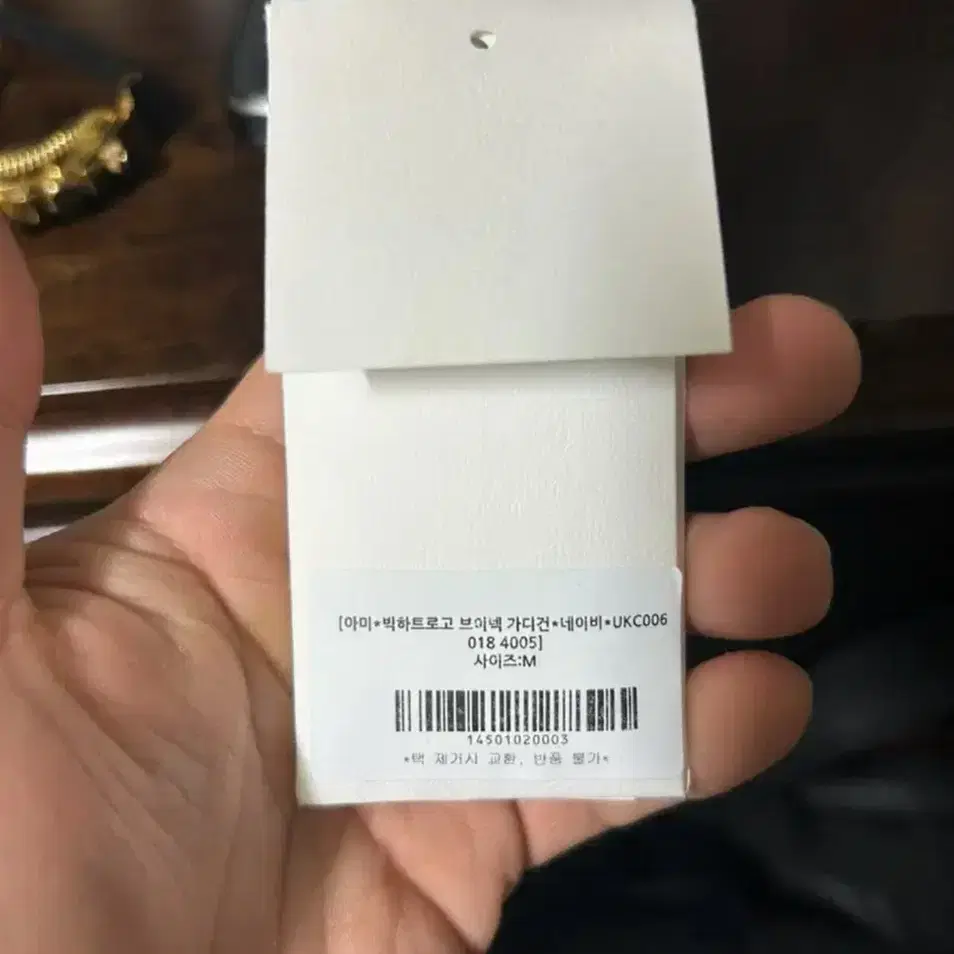 [아미*빅하트로고 브이넥 가디건*네이비*UKC006
018 4005]
사이즈:M
14501020003
*택 제거시 교환, 반품 불가*